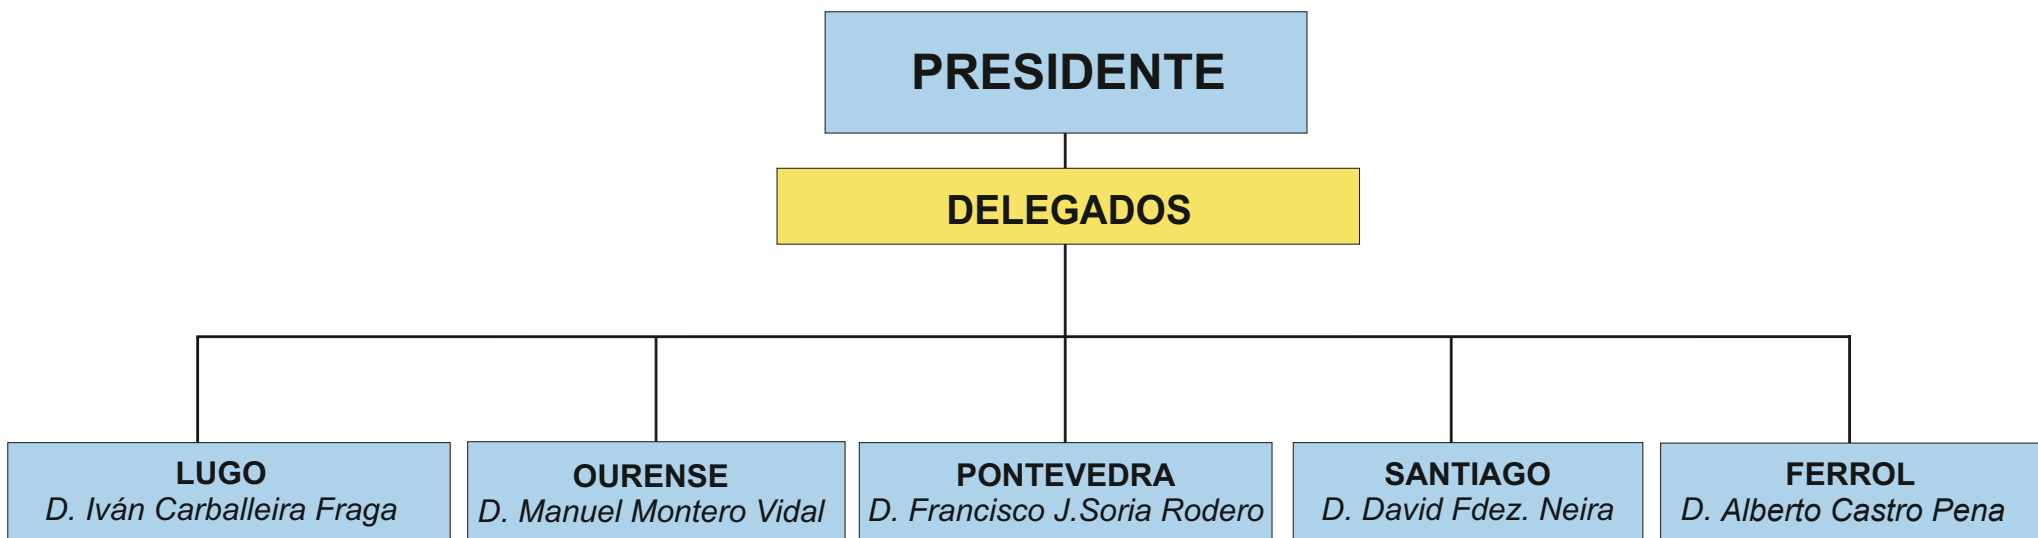 PRESIDENTE
DELEGADOS
LUGO
D. Iván Carballeira Fraga
OURENSE
D. Manuel Montero Vidal
PONTEVEDRA
D. Francisco J.Soria Rodero
SANTIAGO
D. David Fdez. Neira
FERROL
D. Alberto Castro Pena